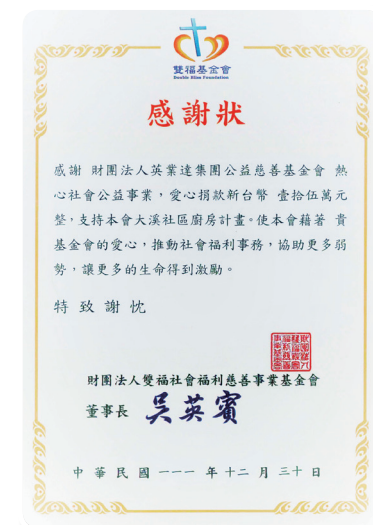 雙福基金會
Double Bliss Foundation
感謝狀
感謝 財團法人英業達集團公益慈善基金會 熱
心社會公益事業，愛心捐款新台幣 壹拾伍萬元
整，支持本會大溪社區廚房計畫。使本會藉著 貴
基金會的愛心，推動社會福利事務，協助更多弱
勢，讓更多的生命得到激勵。
特致謝忱
財團法人雙福社會福利慈善事業基金會
董事長 吳英賓
中華民國一一一年十二月三十日